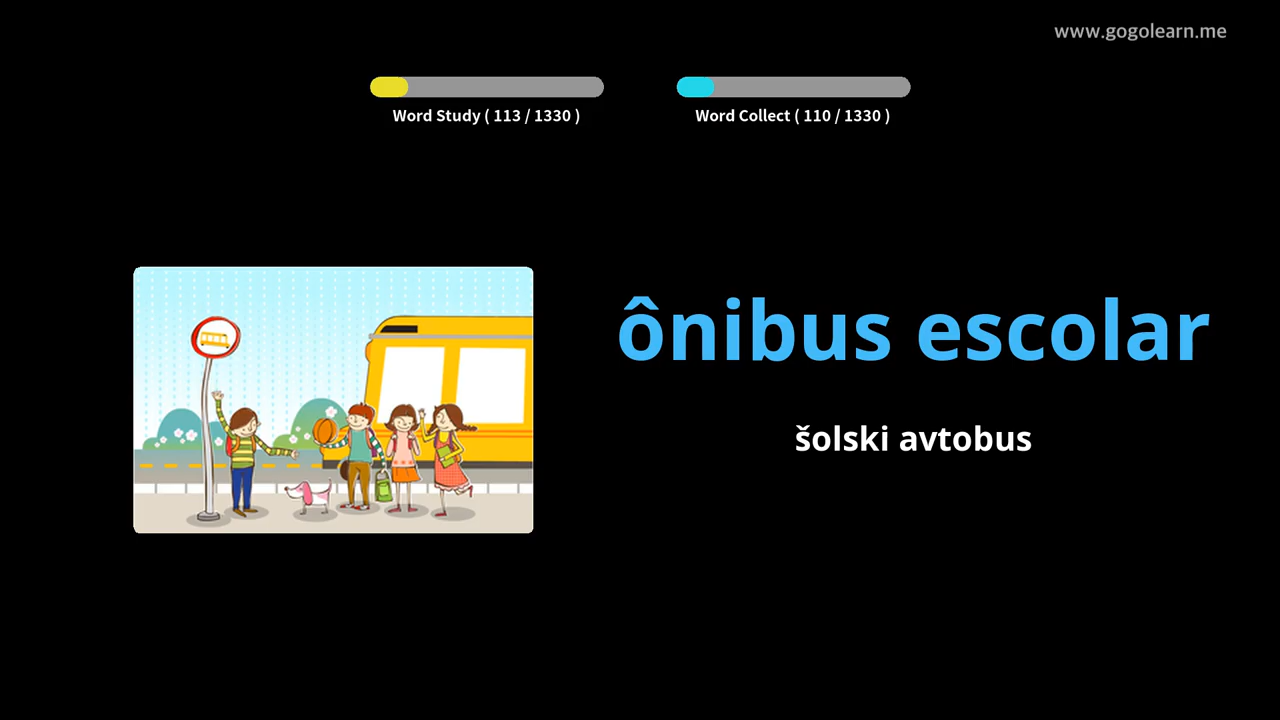 www.gogolearn.me
Word Study ( 113 / 1330 )
Word Collect ( 110 / 1330 )
ônibus escolar
šolski avtobus